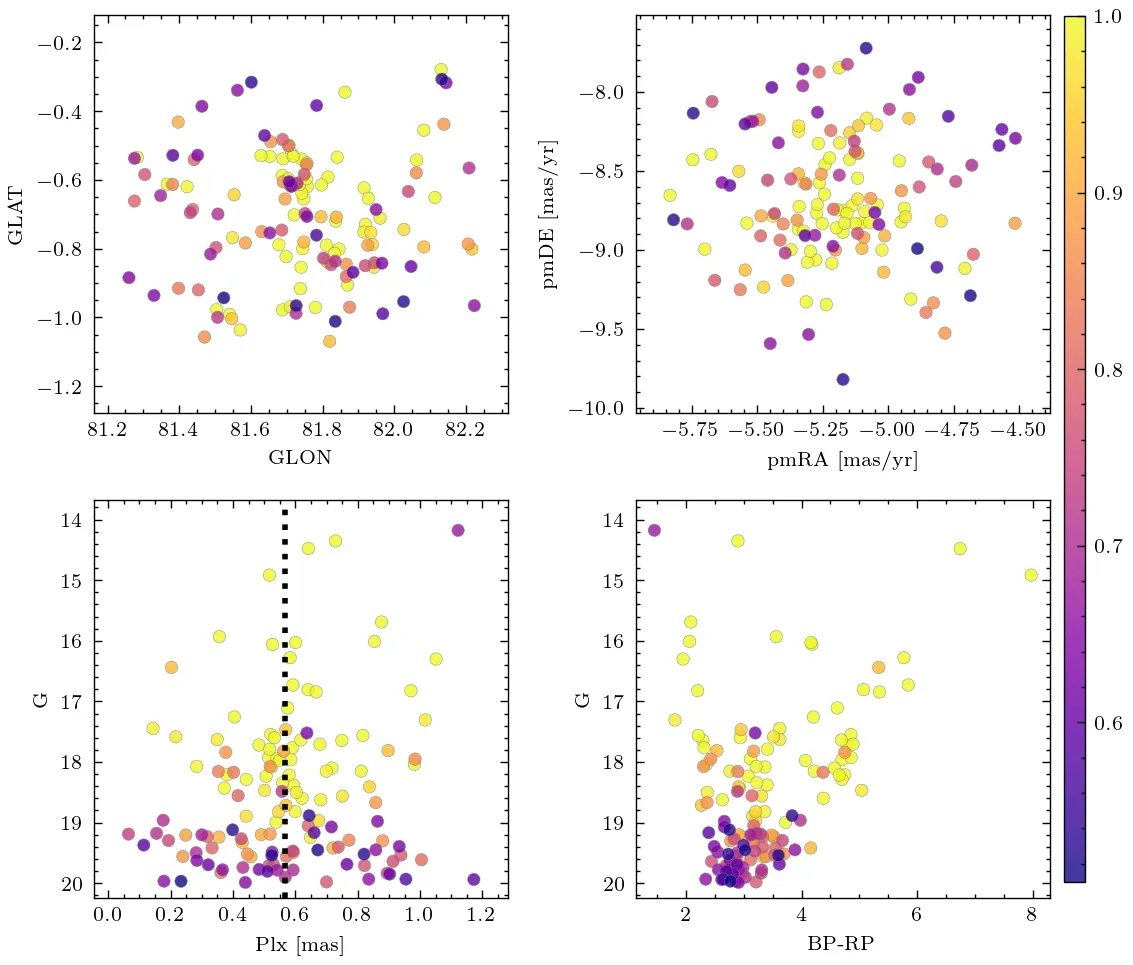 −0.2
−0.4
−0.6
−0.8
−1.0
−1.2
GLAT
81.2 81.4 81.6 81.8 82.0 82.2
GLON
−8.0
−8.5
−9.0
−9.5
−10.0
pmDE [mas/yr]
−5.75 −5.50 −5.25 −5.00 −4.75 −4.50
pmRA [mas/yr]
1.0
0.9
0.8
0.7
0.6
14
15
16
17
18
19
20
G
0.0 0.2 0.4 0.6 0.8 1.0 1.2
Plx [mas]
14
15
16
17
18
19
20
G
2 4 6 8
BP-RP